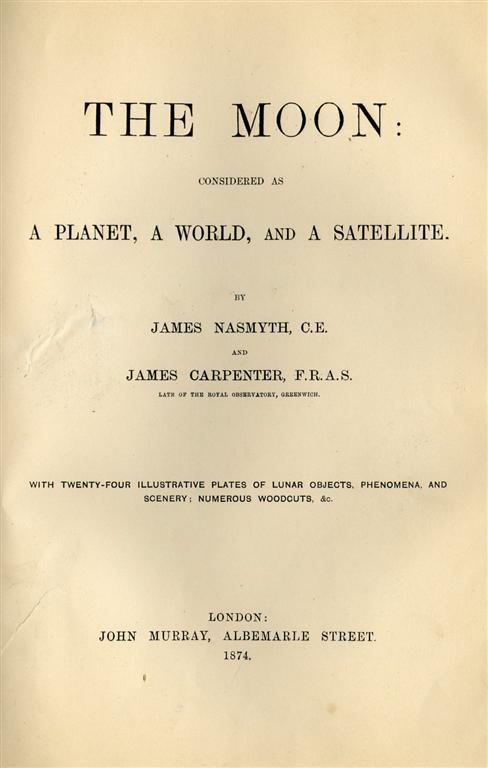 THE MOON:
CONSIDERED AS
A PLANET, A WORLD, AND A SATELLITE.
BY
JAMES NASMYTH, C.E.
AND
JAMES CARPENTER, F.R.A.S.
LATE OF THE ROYAL OBSERVATORY, GREENWICH.
WITH TWENTY-FOUR ILLUSTRATIVE PLATES OF LUNAR OBJECTS, PHENOMENA, AND
SCENERY; NUMEROUS WOODCUTS, &c.
LONDON:
JOHN MURRAY, ALBEMARLE STREET.
1874.